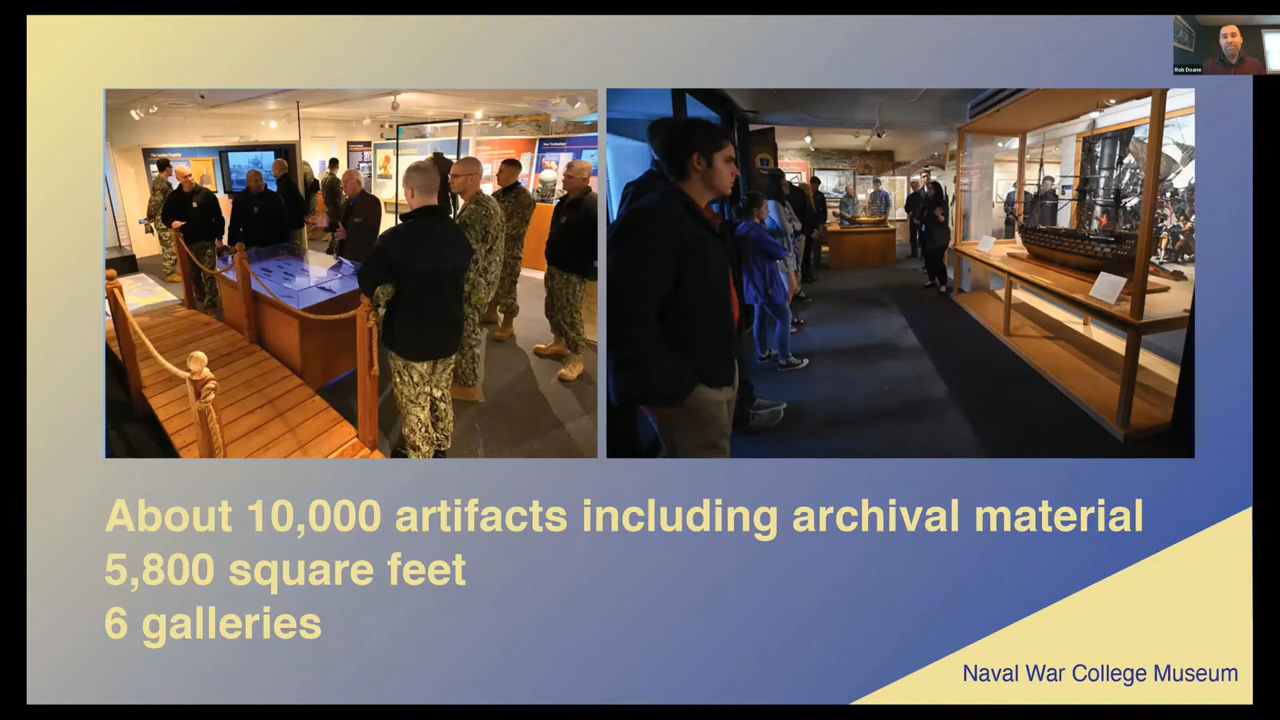 Rob Doane
About 10,000 artifacts including archival material
5,800 square feet
6 galleries
Naval War College Museum